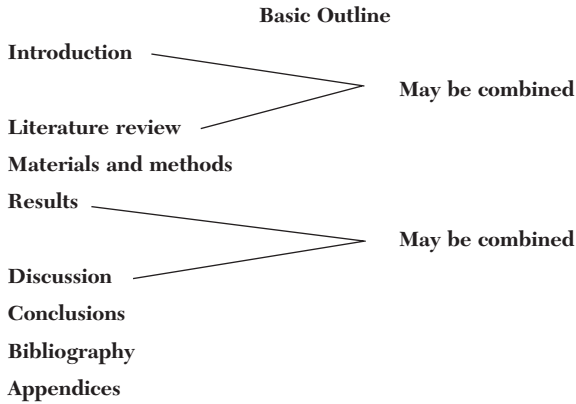 Basic Outline
Introduction
May be combined
Literature review
Materials and methods
Results
May be combined
Discussion
Conclusions
Bibliography
Appendices